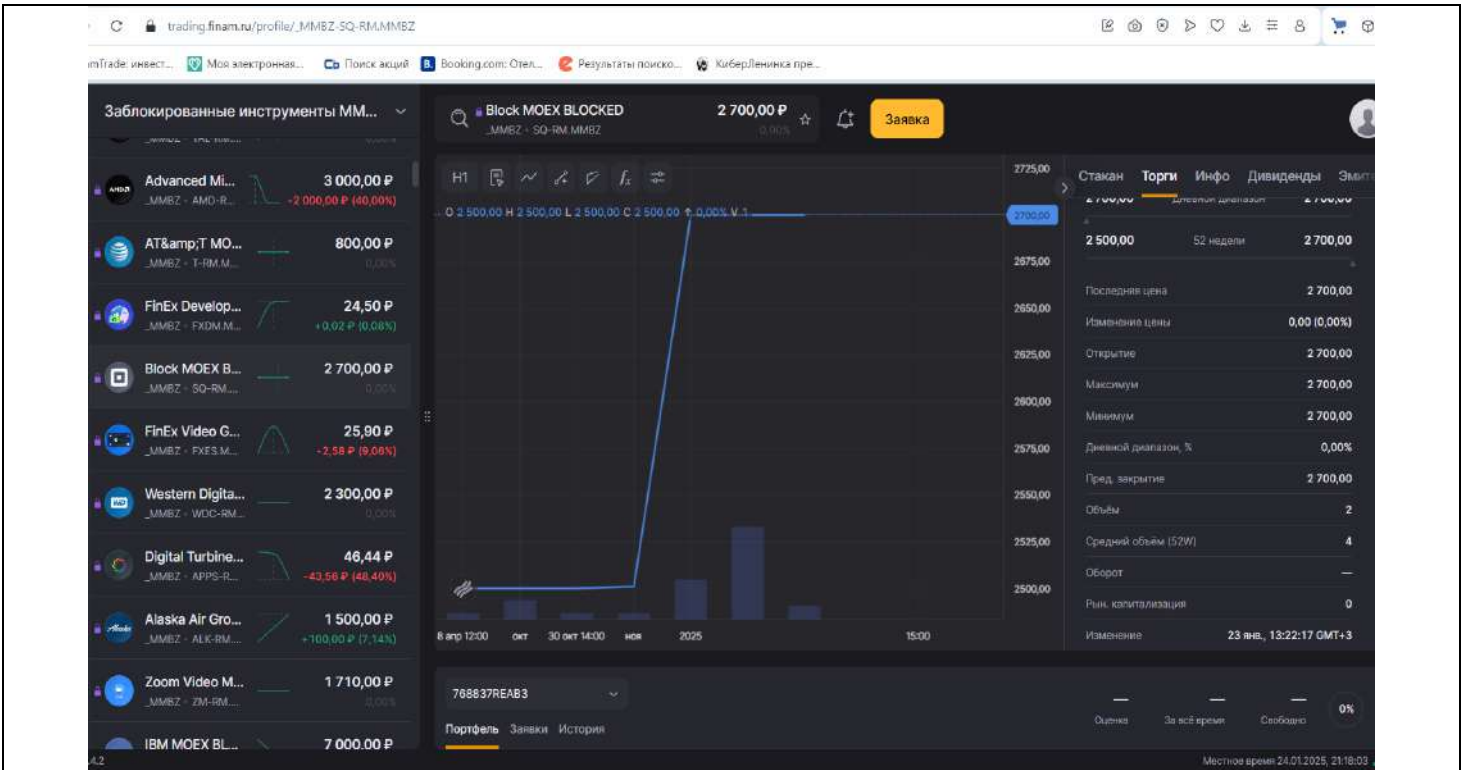 trading.finam.ru/profile/_MMBZ-SQ-RM.MMBZ
mTrade: инвест... Моя электронная... Поиск акций Booking.com: Отел... Результаты поиско... КиберЛенинка пре...
Заблокированные инструменты ММ...
Block MOEX BLOCKED 2 700,00 ₽
_MMBZ • SQ-RM.MMBZ 0,00%
Заявка
Advanced Mi... 3 000,00 ₽
_MMBZ • AMD-R... -2 000,00 ₽ (40,00%)
AT&amp;T MO... 800,00 ₽
_MMBZ • T-RM.M... 0,00%
FinEx Develop... 24,50 ₽
_MMBZ • FXDM.M... +0,02 ₽ (0,08%)
Block MOEX B... 2 700,00 ₽
_MMBZ • SQ-RM.... 0,00%
FinEx Video G... 25,90 ₽
_MMBZ • FXES.M... -2,58 ₽ (9,06%)
Western Digita... 2 300,00 ₽
_MMBZ • WDC-RM... 0,00%
Digital Turbine... 46,44 ₽
_MMBZ • APPS-R... -43,56 ₽ (48,40%)
Alaska Air Gro... 1 500,00 ₽
_MMBZ • ALK-RM.... +100,00 ₽ (7,14%)
Zoom Video M... 1 710,00 ₽
_MMBZ • ZM-RM.... 0,00%
IBM MOEX BL... 7 000,00 ₽
4.2
H1
O 2 500,00 H 2 500,00 L 2 500,00 C 2 500,00 0,00% V 1
2725,00
2700,00
2675,00
2650,00
2625,00
2600,00
2575,00
2550,00
2525,00
2500,00
8 апр 12:00 окт 30 окт 14:00 ноя 2025 15:00
Стакан Торги Инфо Дивиденды Эмит
2 700,00 Дневной диапазон 2 700,00
2 500,00 52 недели 2 700,00
Последняя цена 2 700,00
Изменение цены 0,00 (0,00%)
Открытие 2 700,00
Максимум 2 700,00
Минимум 2 700,00
Дневной диапазон, % 0,00%
Пред. закрытие 2 700,00
Объём 2
Средний объём (52W) 4
Оборот —
Рын. капитализация 0
Изменение 23 янв., 13:22:17 GMT+3
768837REAB3
Портфель Заявки История
— — — 0%
Оценка За всё время Свободно
Местное время 24.01.2025, 21:18:03